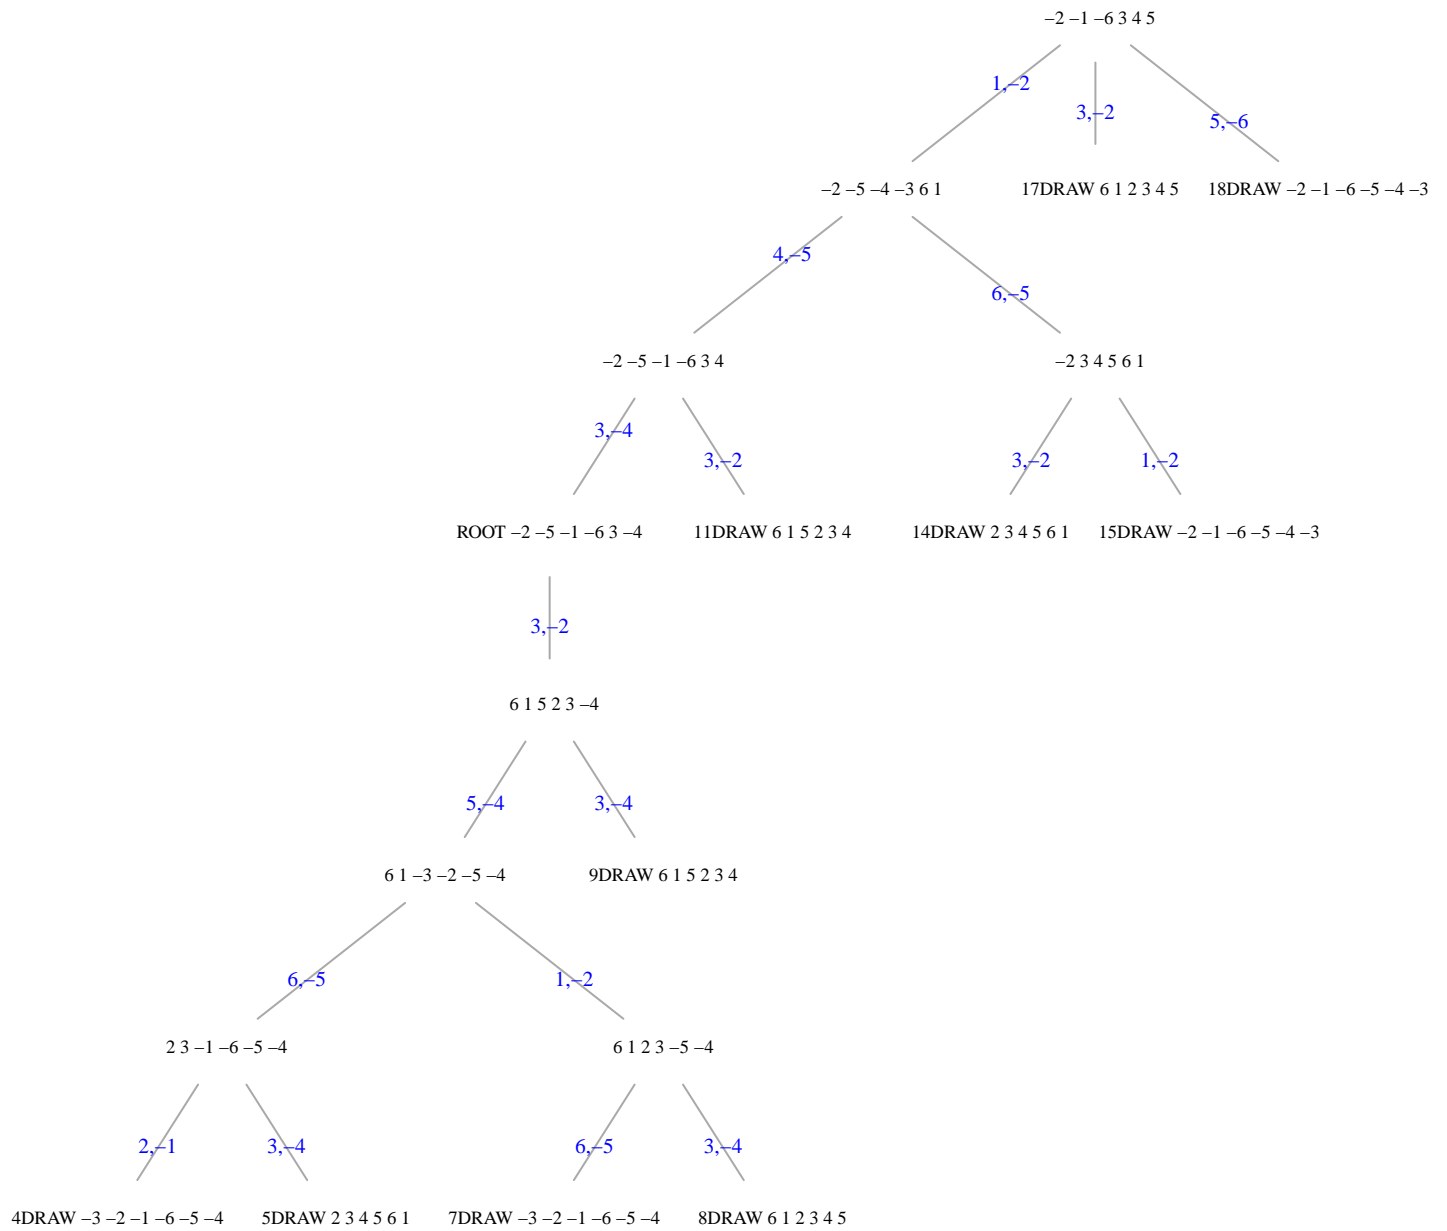 –2 –1 –6 3 4 5
1,–2
3,–2
5,–6
–2 –5 –4 –3 6 1
17DRAW 6 1 2 3 4 5
18DRAW –2 –1 –6 –5 –4 –3
4,–5
6,–5
–2 –5 –1 –6 3 4
–2 3 4 5 6 1
3,–4
3,–2
3,–2
1,–2
ROOT –2 –5 –1 –6 3 –4
11DRAW 6 1 5 2 3 4
14DRAW 2 3 4 5 6 1
15DRAW –2 –1 –6 –5 –4 –3
3,–2
6 1 5 2 3 –4
5,–4
3,–4
6 1 –3 –2 –5 –4
9DRAW 6 1 5 2 3 4
6,–5
1,–2
2 3 –1 –6 –5 –4
6 1 2 3 –5 –4
2,–1
3,–4
6,–5
3,–4
4DRAW –3 –2 –1 –6 –5 –4
5DRAW 2 3 4 5 6 1
7DRAW –3 –2 –1 –6 –5 –4
8DRAW 6 1 2 3 4 5